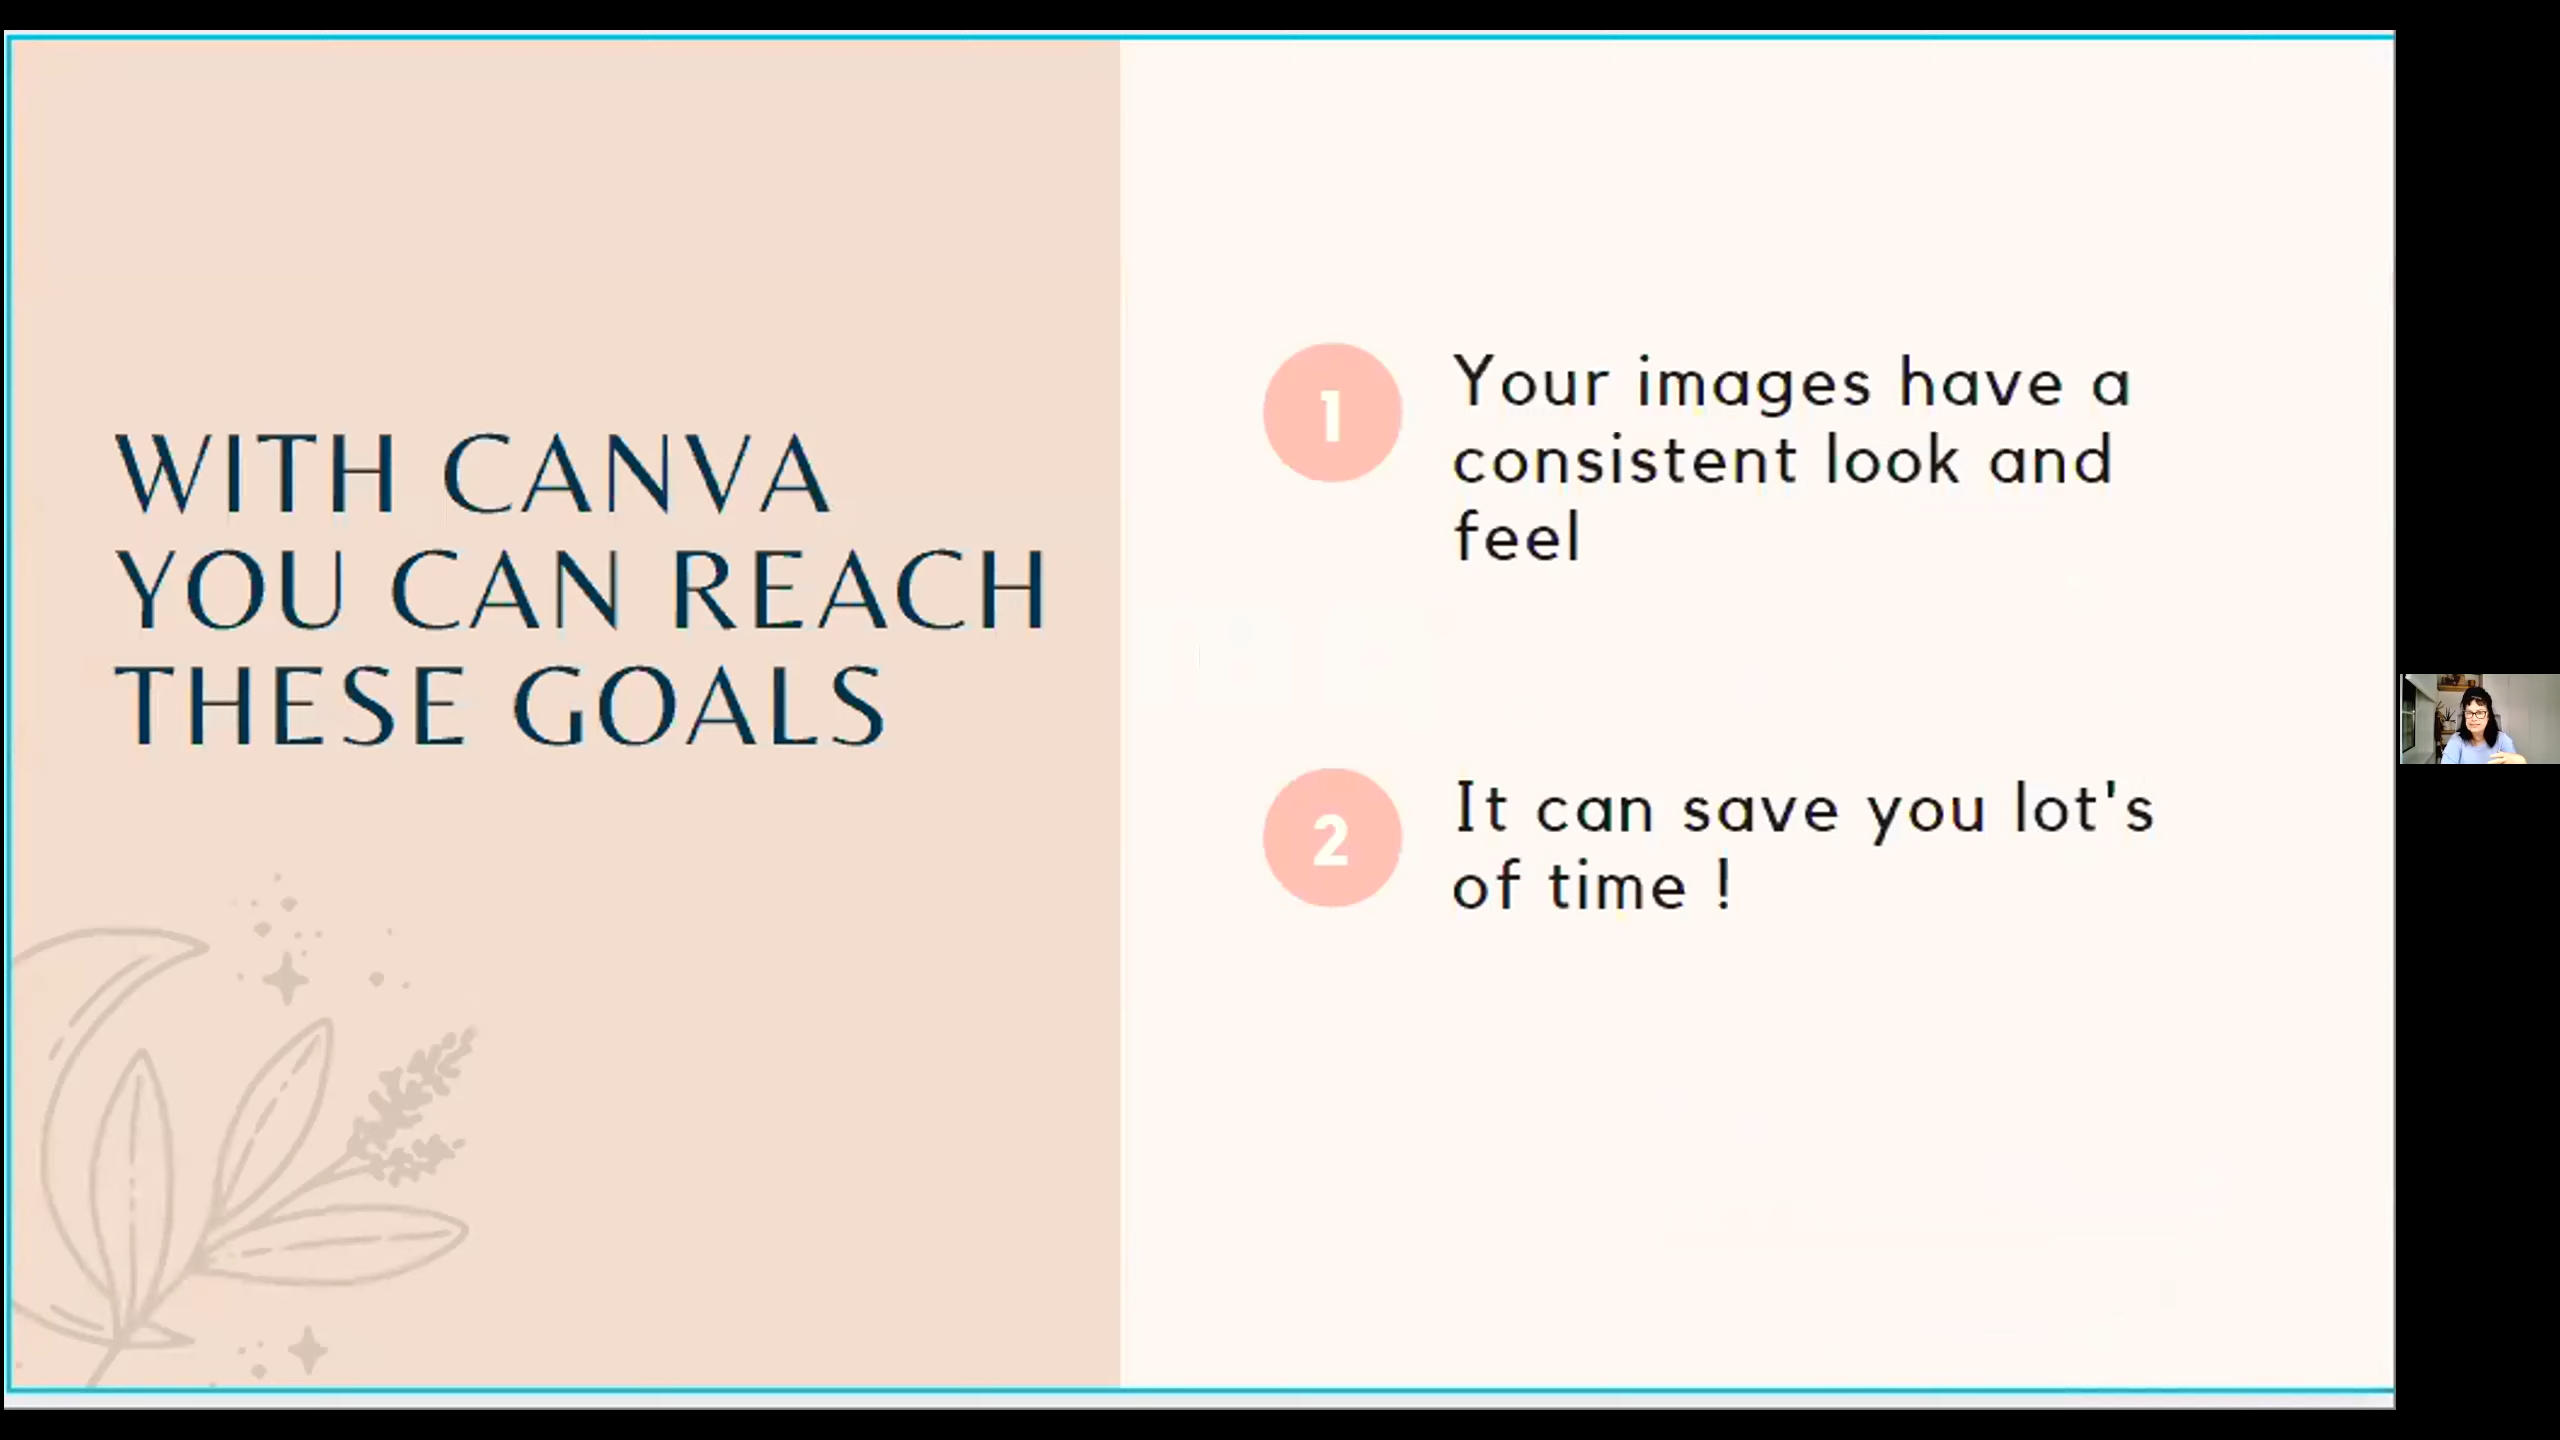 WITH CANVA
YOU CAN REACH
THESE GOALS
1
Your images have a
consistent look and
feel
2
It can save you lot's
of time !